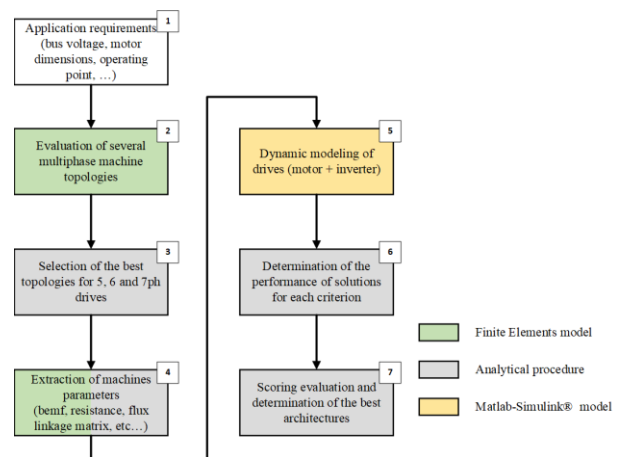 1
Application requirements
(bus voltage, motor
dimensions, operating
point, …)
2
Evaluation of several
multiphase machine
topologies
3
Selection of the best
topologies for 5, 6 and 7ph
drives
4
Extraction of machines
parameters
(bemf, resistance, flux
linkage matrix, etc…)
5
Dynamic modeling of
drives (motor + inverter)
6
Determination of the
performance of solutions
for each criterion
7
Scoring evaluation and
determination of the best
architectures
Finite Elements model
Analytical procedure
Matlab-Simulink® model